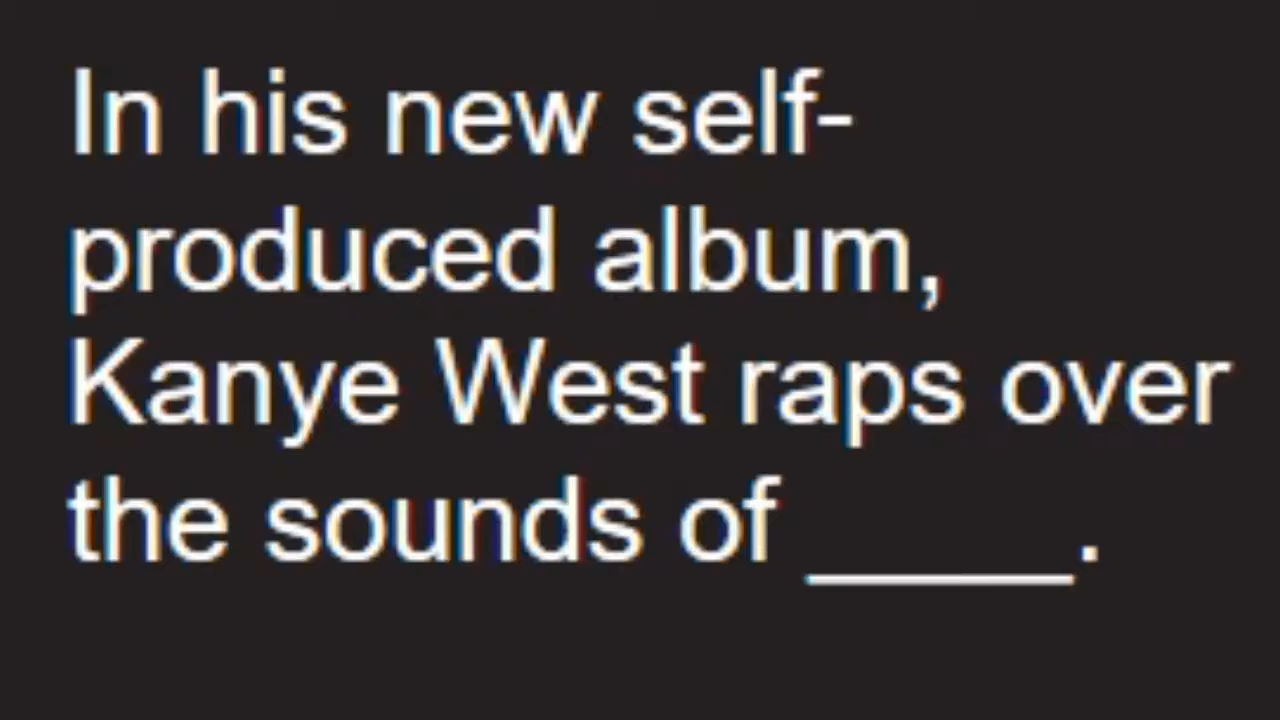 In his new self-
produced album,
Kanye West raps over
the sounds of _____.